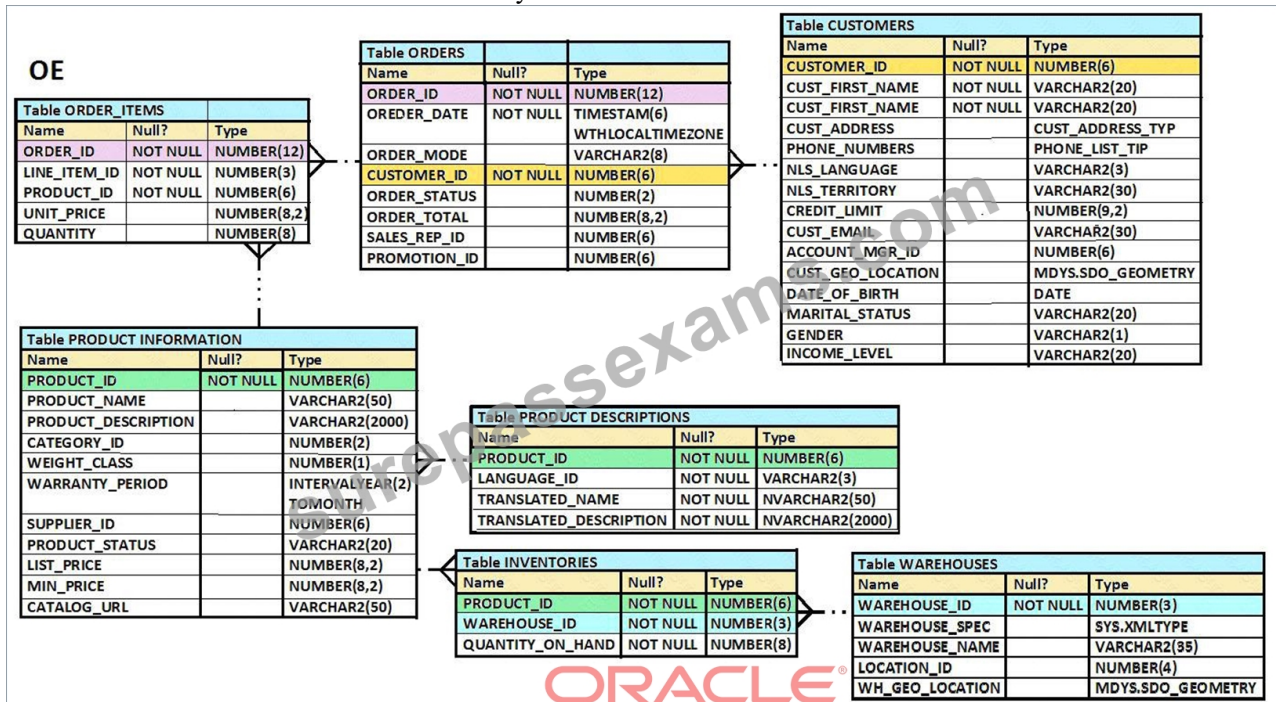 OE
Table ORDER_ITEMS
Name Null? Type
ORDER_ID NOT NULL NUMBER(12)
LINE_ITEM_ID NOT NULL NUMBER(3)
PRODUCT_ID NOT NULL NUMBER(6)
UNIT_PRICE NUMBER(8,2)
QUANTITY NUMBER(8)
Table ORDERS
Name Null? Type
ORDER_ID NOT NULL NUMBER(12)
OREDER_DATE NOT NULL TIMESTAM(6)
WTHLOCALTIMEZONE
ORDER_MODE VARCHAR2(8)
CUSTOMER_ID NOT NULL NUMBER(6)
ORDER_STATUS NUMBER(2)
ORDER_TOTAL NUMBER(8,2)
SALES_REP_ID NUMBER(6)
PROMOTION_ID NUMBER(6)
Table CUSTOMERS
Name Null? Type
CUSTOMER_ID NOT NULL NUMBER(6)
CUST_FIRST_NAME NOT NULL VARCHAR2(20)
CUST_FIRST_NAME NOT NULL VARCHAR2(20)
CUST_ADDRESS CUST_ADDRESS_TYP
PHONE_NUMBERS PHONE_LIST_TIP
NLS_LANGUAGE VARCHAR2(3)
NLS_TERRITORY VARCHAR2(30)
CREDIT_LIMIT NUMBER(9,2)
CUST_EMAIL VARCHAR2(30)
ACCOUNT_MGR_ID NUMBER(6)
CUST_GEO_LOCATION MDYS.SDO_GEOMETRY
DATE_OF_BIRTH DATE
MARITAL_STATUS VARCHAR2(20)
GENDER VARCHAR2(1)
INCOME_LEVEL VARCHAR2(20)
Table PRODUCT INFORMATION
Name Null? Type
PRODUCT_ID NOT NULL NUMBER(6)
PRODUCT_NAME VARCHAR2(50)
PRODUCT_DESCRIPTION VARCHAR2(2000)
CATEGORY_ID NUMBER(2)
WEIGHT_CLASS NUMBER(1)
WARRANTY_PERIOD INTERVALYEAR(2)
TOMONTH
SUPPLIER_ID NUMBER(6)
PRODUCT_STATUS VARCHAR2(20)
LIST_PRICE NUMBER(8,2)
MIN_PRICE NUMBER(8,2)
CATALOG_URL VARCHAR2(50)
Table PRODUCT DESCRIPTIONS
Name Null? Type
PRODUCT_ID NOT NULL NUMBER(6)
LANGUAGE_ID NOT NULL VARCHAR2(3)
TRANSLATED_NAME NOT NULL NVARCHAR2(50)
TRANSLATED_DESCRIPTION NOT NULL NVARCHAR2(2000)
Table INVENTORIES
Name Null? Type
PRODUCT_ID NOT NULL NUMBER(6)
WAREHOUSE_ID NOT NULL NUMBER(3)
QUANTITY_ON_HAND NOT NULL NUMBER(8)
Table WAREHOUSES
Name Null? Type
WAREHOUSE_ID NOT NULL NUMBER(3)
WAREHOUSE_SPEC SYS.XMLTYPE
WAREHOUSE_NAME VARCHAR2(35)
LOCATION_ID NUMBER(4)
WH_GEO_LOCATION MDYS.SDO_GEOMETRY
surepassexams.com
ORACLE®